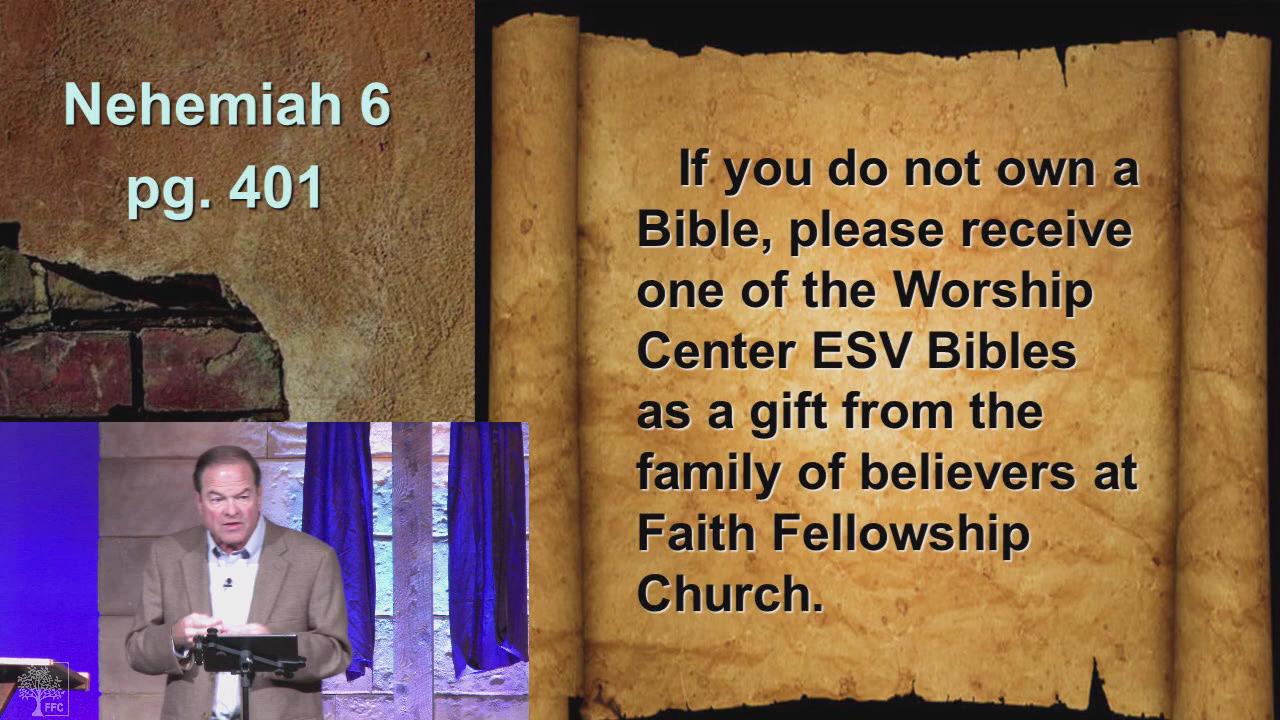 Nehemiah 6
pg. 401
If you do not own a
Bible, please receive
one of the Worship
Center ESV Bibles
as a gift from the
family of believers at
Faith Fellowship
Church.
FFC